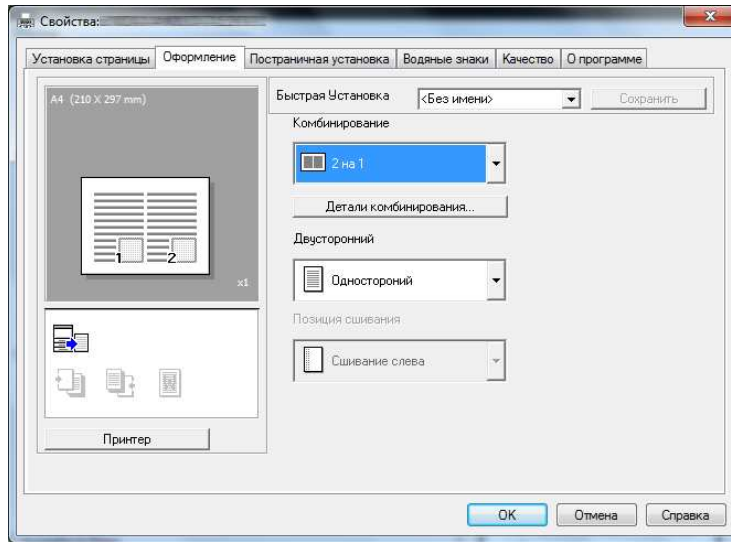 Свойства:
Установка страницы Оформление Постраничная установка Водяные знаки Качество О программе
A4 (210 X 297 mm)
Быстрая Установка <Без имени> Сохранить
Комбинирование
2 на 1
Детали комбинирования...
1 2
Двусторонний
x1
Одностороний
Позиция сшивания
Сшивание слева
Принтер
OK Отмена Справка